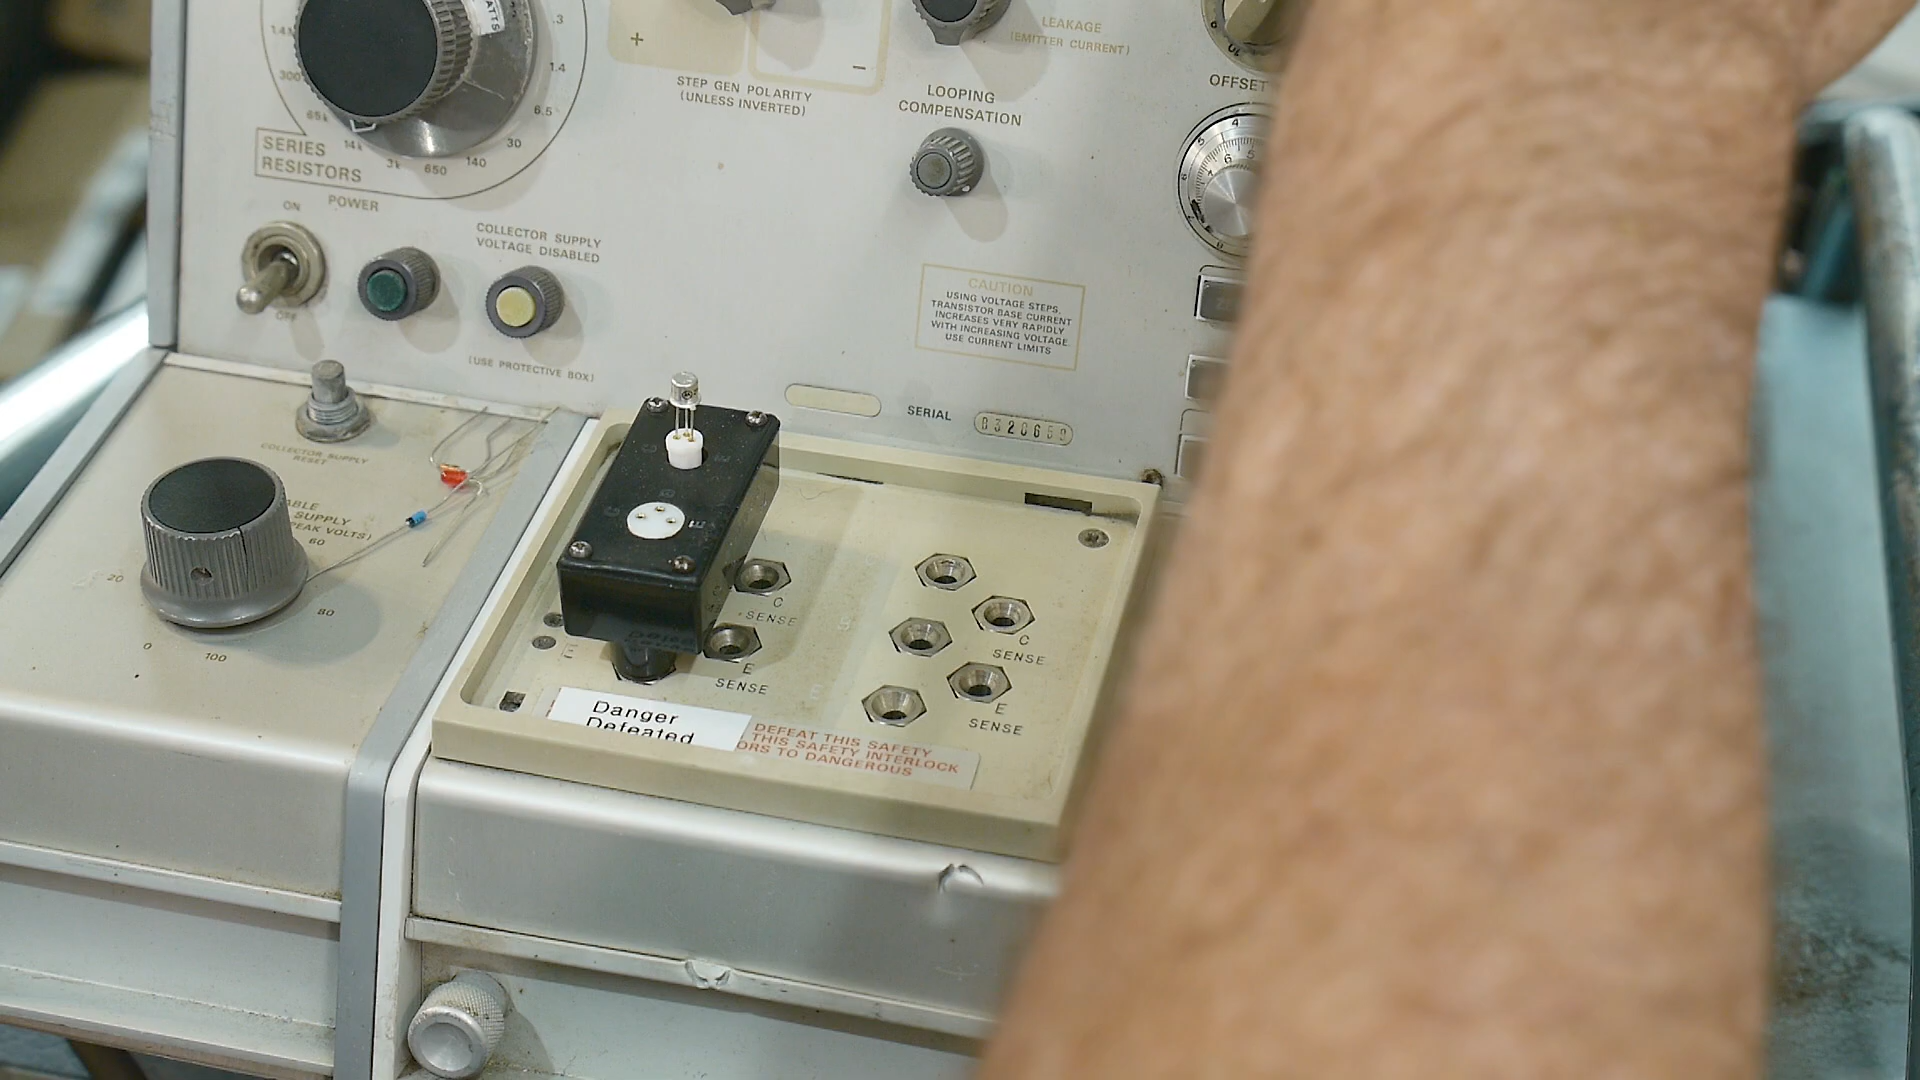 WATTS
.3
1.4
1.4
6.5
300
65k
14k
3k
650
140
30
SERIES
RESISTORS
+
−
STEP GEN POLARITY
(UNLESS INVERTED)
LEAKAGE
(EMITTER CURRENT)
LOOPING
COMPENSATION
OFFSET
ON
POWER
OFF
COLLECTOR SUPPLY
VOLTAGE DISABLED
(USE PROTECTIVE BOX)
CAUTION
USING VOLTAGE STEPS,
TRANSISTOR BASE CURRENT
INCREASES VERY RAPIDLY
WITH INCREASING VOLTAGE.
USE CURRENT LIMITS
SERIAL
COLLECTOR SUPPLY
RESET
SUPPLY
PEAK VOLTS)
60
20
80
0
100
E
C
SENSE
E
SENSE
C
SENSE
E
SENSE
Danger
Defeated
DEFEAT THIS SAFETY
THIS SAFETY INTERLOCK
ORS TO DANGEROUS